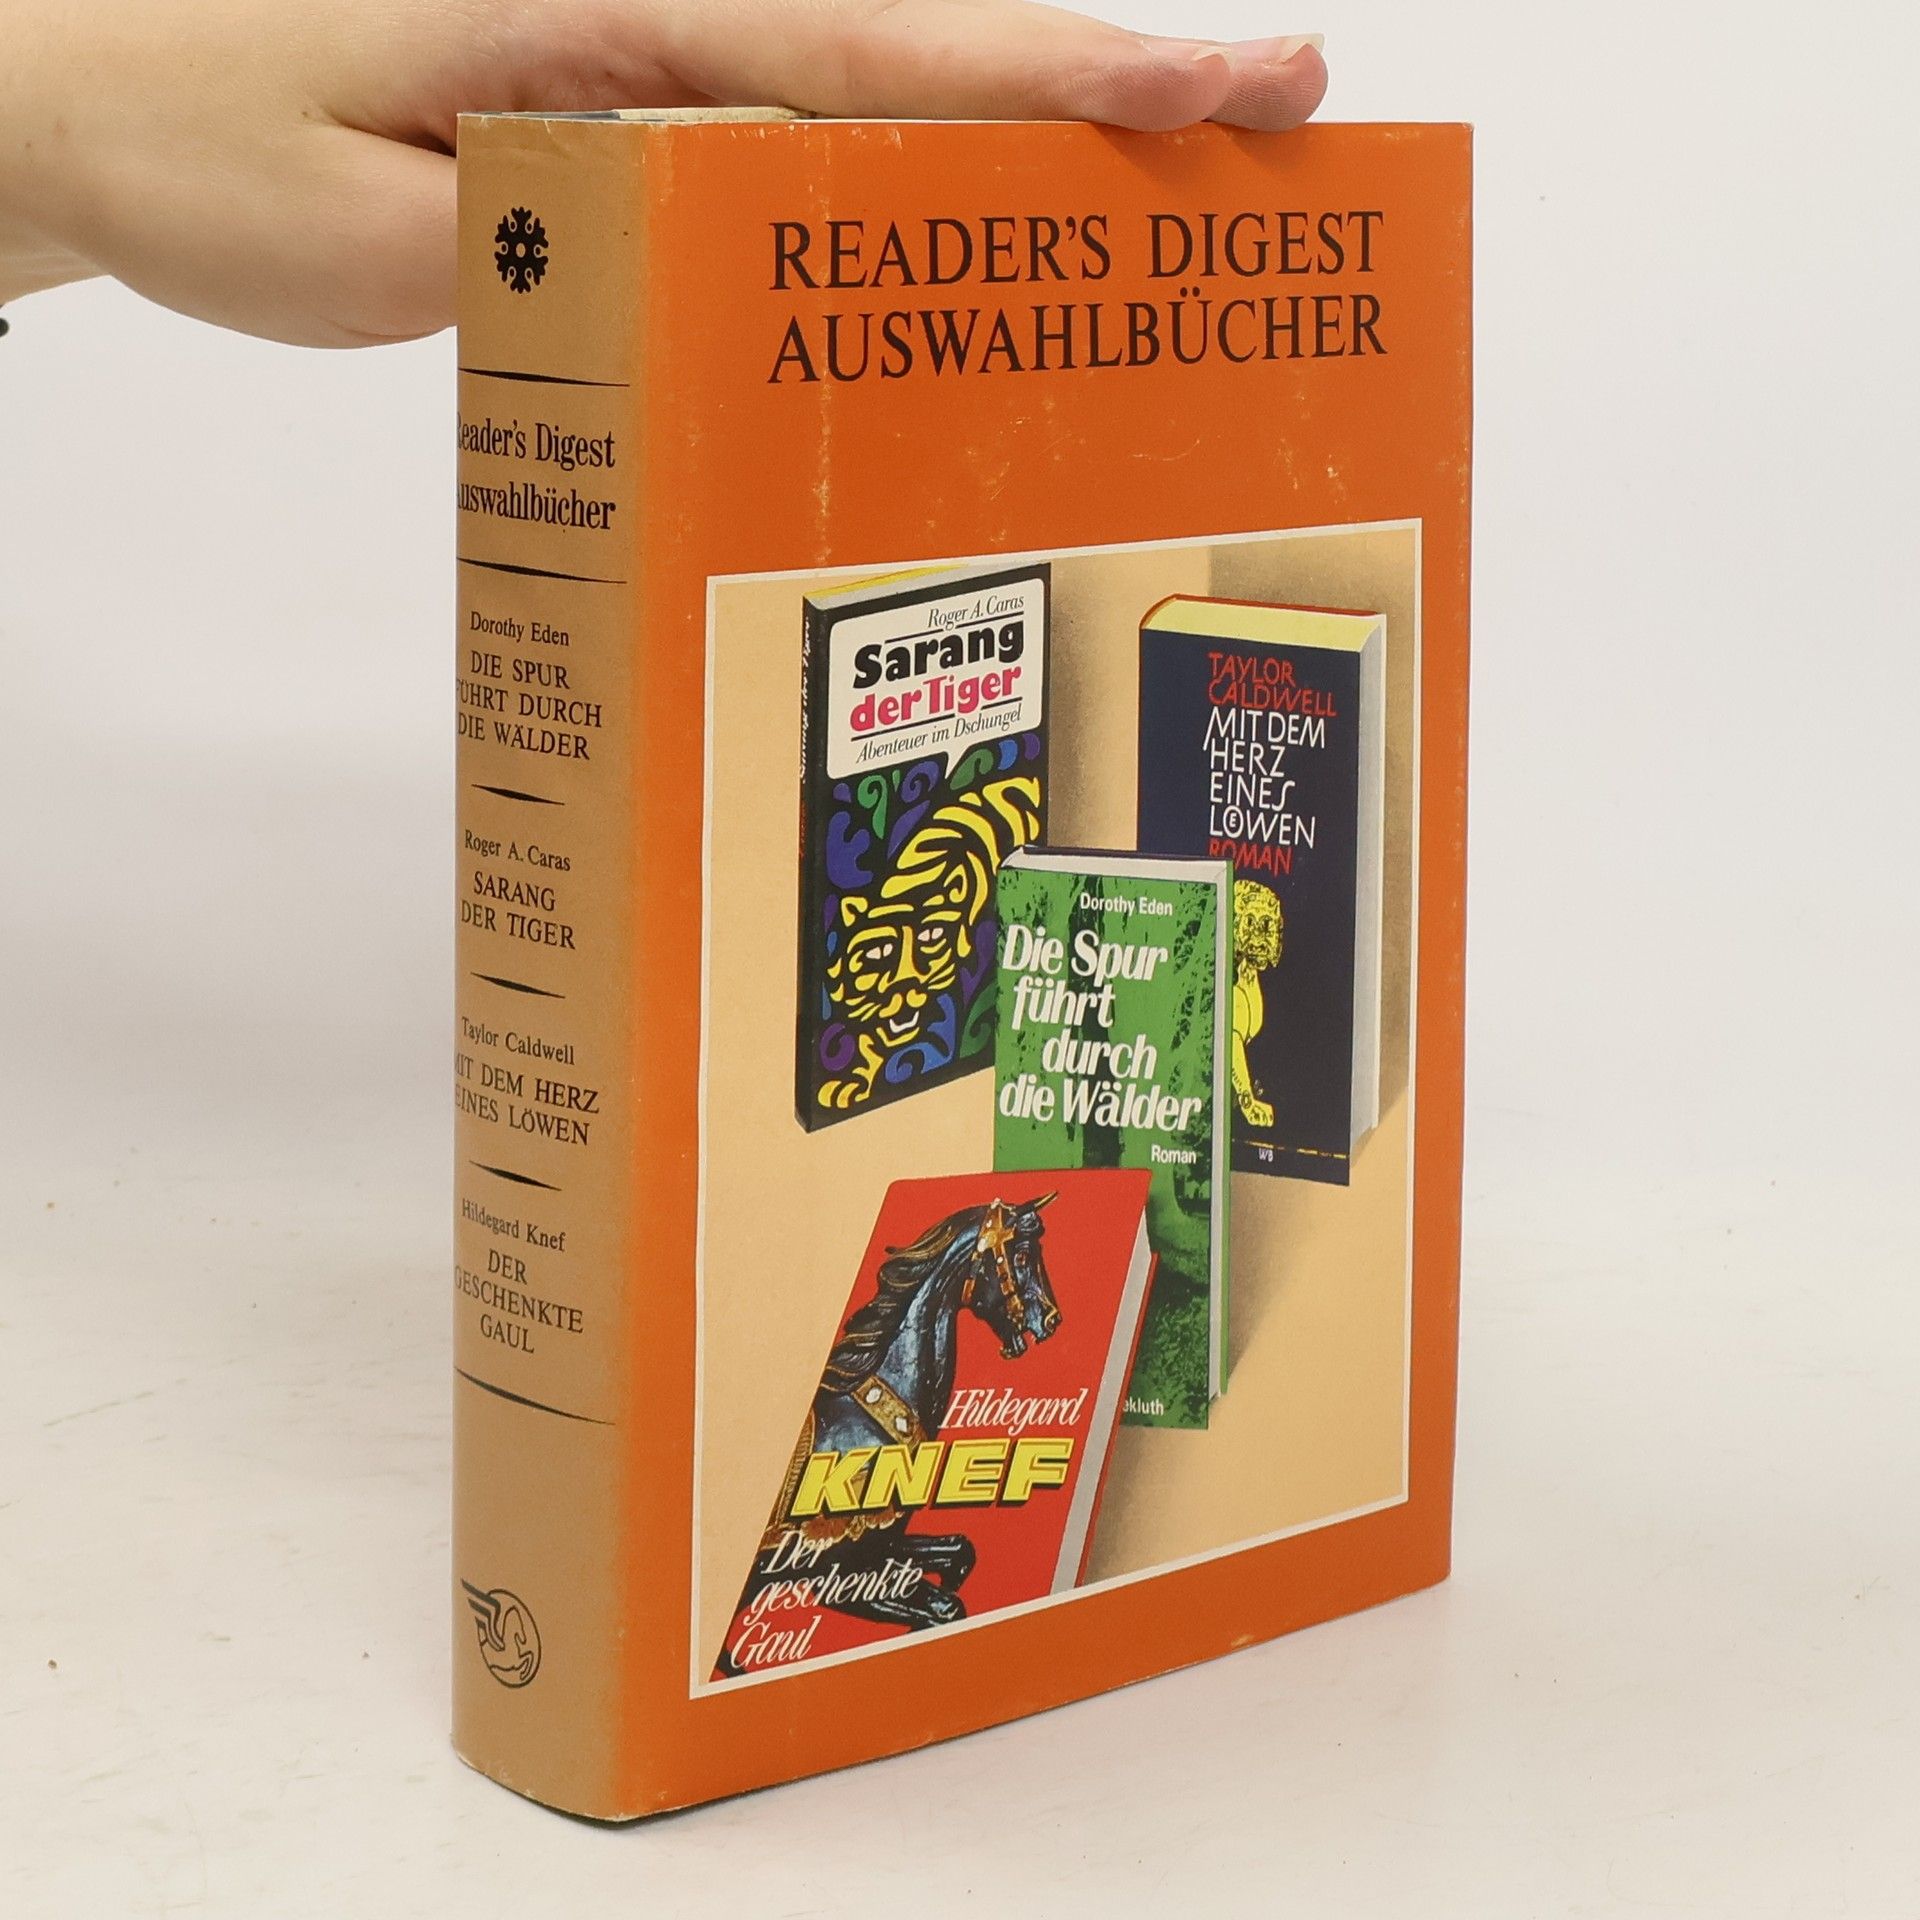 Reader's Digest
Auswahlbücher
Dorothy Eden
DIE SPUR
FÜHRT DURCH
DIE WÄLDER
Roger A. Caras
SARANG
DER TIGER
Taylor Caldwell
MIT DEM HERZ
EINES LÖWEN
Hildegard Knef
DER
GESCHENKTE
GAUL
READER'S DIGEST
AUSWAHLBÜCHER
Roger A. Caras
Sarang
der Tiger
Abenteuer im Dschungel
TAYLOR
CALDWELL
MIT DEM
HERZ
EINES
LÖWEN
ROMAN
WB
Dorothy Eden
Die Spur
führt
durch
die Wälder
Roman
ekluth
Hildegard
KNEF
Der
geschenkte
Gaul